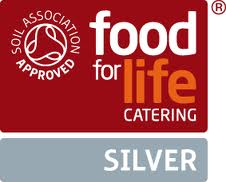 SOIL ASSOCIATION
APPROVED
food
for life
CATERING
®
SILVER